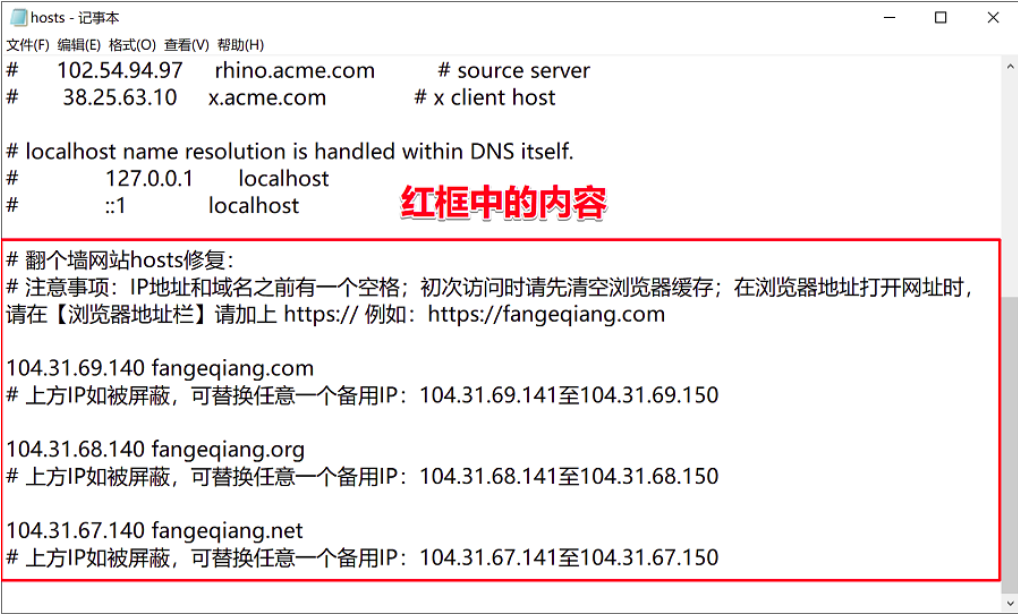 hosts - 记事本
文件(F) 编辑(E) 格式(O) 查看(V) 帮助(H)
# 102.54.94.97 rhino.acme.com # source server
# 38.25.63.10 x.acme.com # x client host
# localhost name resolution is handled within DNS itself.
# 127.0.0.1 localhost
# ::1 localhost
红框中的内容
# 翻个墙网站hosts修复：
# 注意事项：IP地址和域名之前有一个空格；初次访问时请先清空浏览器缓存；在浏览器地址打开网址时，
请在【浏览器地址栏】请加上 https:// 例如：https://fangeqiang.com
104.31.69.140 fangeqiang.com
# 上方IP如被屏蔽，可替换任意一个备用IP：104.31.69.141至104.31.69.150
104.31.68.140 fangeqiang.org
# 上方IP如被屏蔽，可替换任意一个备用IP：104.31.68.141至104.31.68.150
104.31.67.140 fangeqiang.net
# 上方IP如被屏蔽，可替换任意一个备用IP：104.31.67.141至104.31.67.150